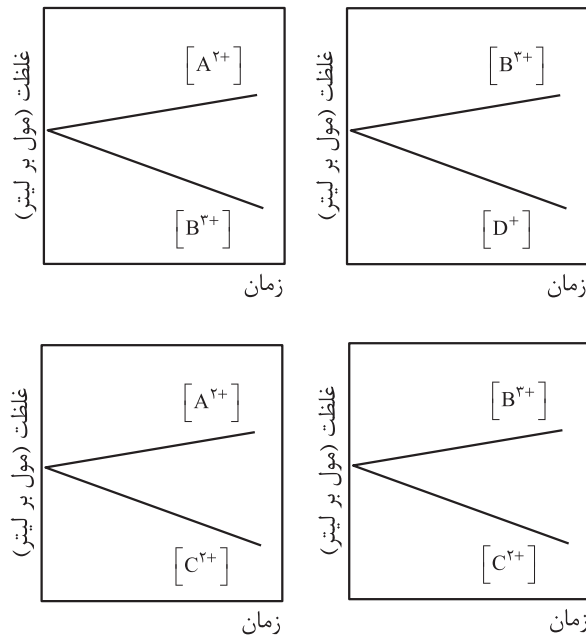 غلظت (مول بر لیتر)
[A²⁺]
[B³⁺]
زمان
غلظت (مول بر لیتر)
[B³⁺]
[D⁺]
زمان
غلظت (مول بر لیتر)
[A²⁺]
[C²⁺]
زمان
غلظت (مول بر لیتر)
[B³⁺]
[C²⁺]
زمان